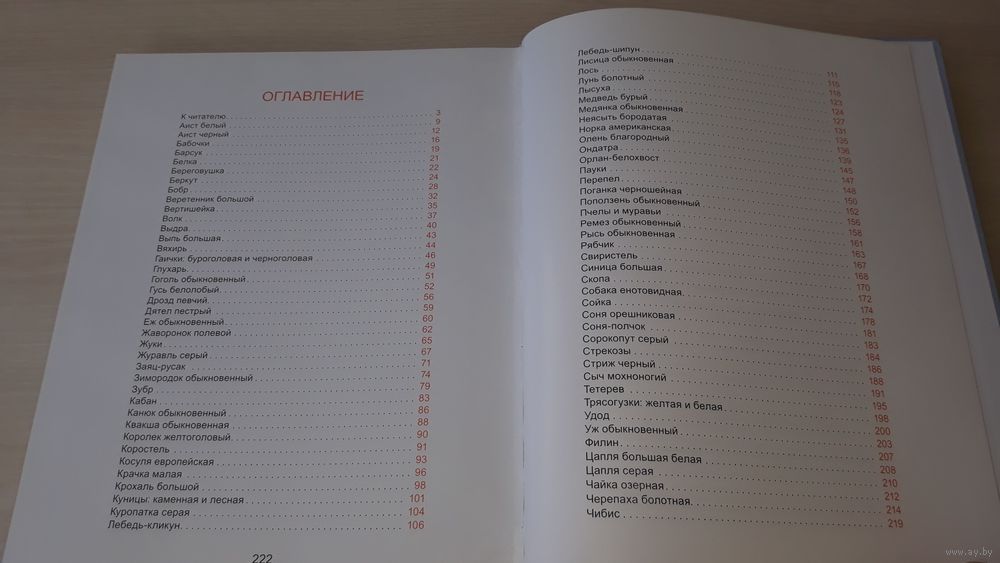 ОГЛАВЛЕНИЕ
К читателю 3
Аист белый 9
Аист черный 12
Бабочки 16
Барсук 19
Белка 21
Береговушка 22
Беркут 24
Бобр 28
Веретенник большой 32
Вертишейка 35
Волк 37
Выдра 40
Выпь большая 43
Вяхирь 44
Гаички: буроголовая и черноголовая 46
Глухарь 49
Гоголь обыкновенный 51
Гусь белолобый 52
Дрозд певчий 56
Дятел пестрый 59
Еж обыкновенный 60
Жаворонок полевой 62
Жуки 65
Журавль серый 67
Заяц-русак 71
Зимородок обыкновенный 74
Зубр 79
Кабан 83
Канюк обыкновенный 86
Квакша обыкновенная 88
Королек желтоголовый 90
Коростель 91
Косуля европейская 93
Крачка малая 96
Крохаль большой 98
Куницы: каменная и лесная 101
Куропатка серая 104
Лебедь-кликун 106
222
Лебедь-шипун 111
Лисица обыкновенная 115
Лось 118
Лунь болотный 123
Лысуха 124
Медведь бурый 127
Медянка обыкновенная 131
Неясыть бородатая 135
Норка американская 136
Олень благородный 139
Ондатра 145
Орлан-белохвост 147
Пауки 148
Перепел 150
Поганка черношейная 152
Поползень обыкновенный 156
Пчелы и муравьи 158
Ремез обыкновенный 161
Рысь обыкновенная 163
Рябчик 167
Свиристель 168
Синица большая 170
Скопа 172
Собака енотовидная 174
Сойка 178
Соня орешниковая 181
Соня-полчок 183
Сорокопут серый 184
Стрекозы 186
Стриж черный 188
Сыч мохноногий 191
Тетерев 195
Трясогузки: желтая и белая 198
Удод 200
Уж обыкновенный 203
Филин 207
Цапля большая белая 208
Цапля серая 210
Чайка озерная 212
Черепаха болотная 214
Чибис 219
www.ay.by